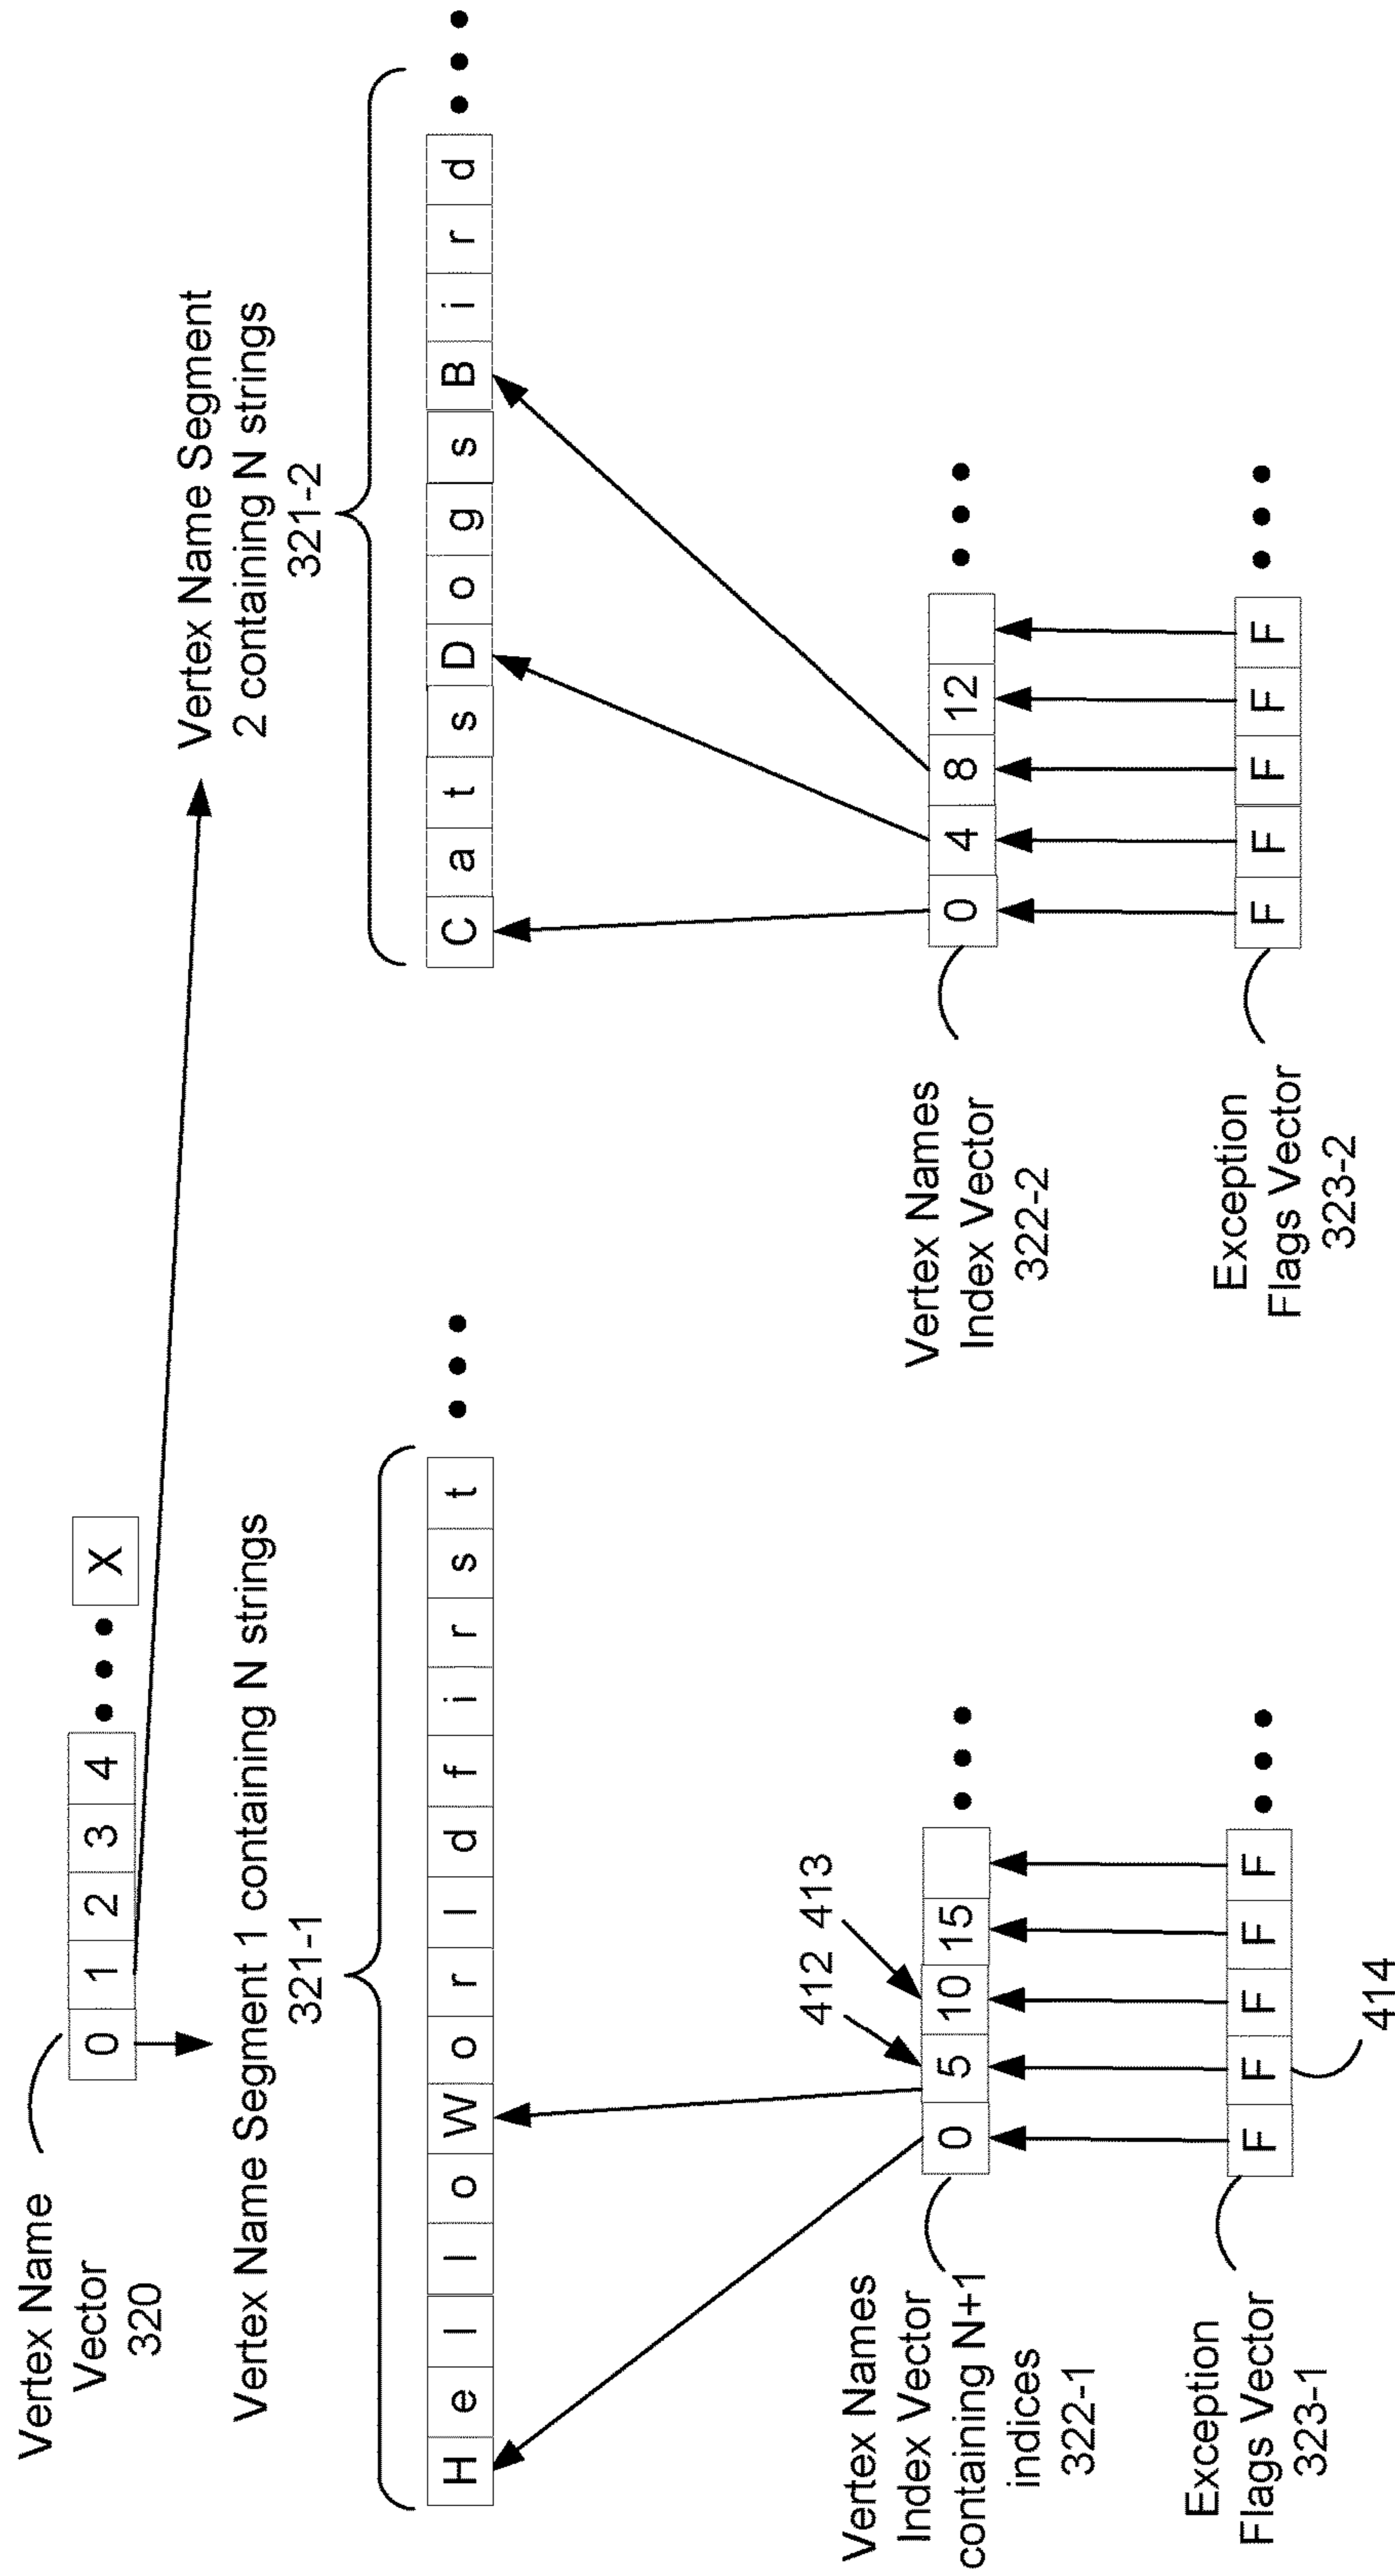 Vertex Name
Vector
320
0 1 2 3 4 X
Vertex Name Segment 1 containing N strings
321-1
Vertex Name Segment
2 containing N strings
321-2
H e l l o W o r l d f i r s t
C a t s D o g s B i r d
412 413
Vertex Names
Index Vector
containing N+1
indices
322-1
0 5 10 15
Vertex Names
Index Vector
322-2
0 4 8 12
Exception
Flags Vector
323-1
F F F F F
414
Exception
Flags Vector
323-2
F F F F F